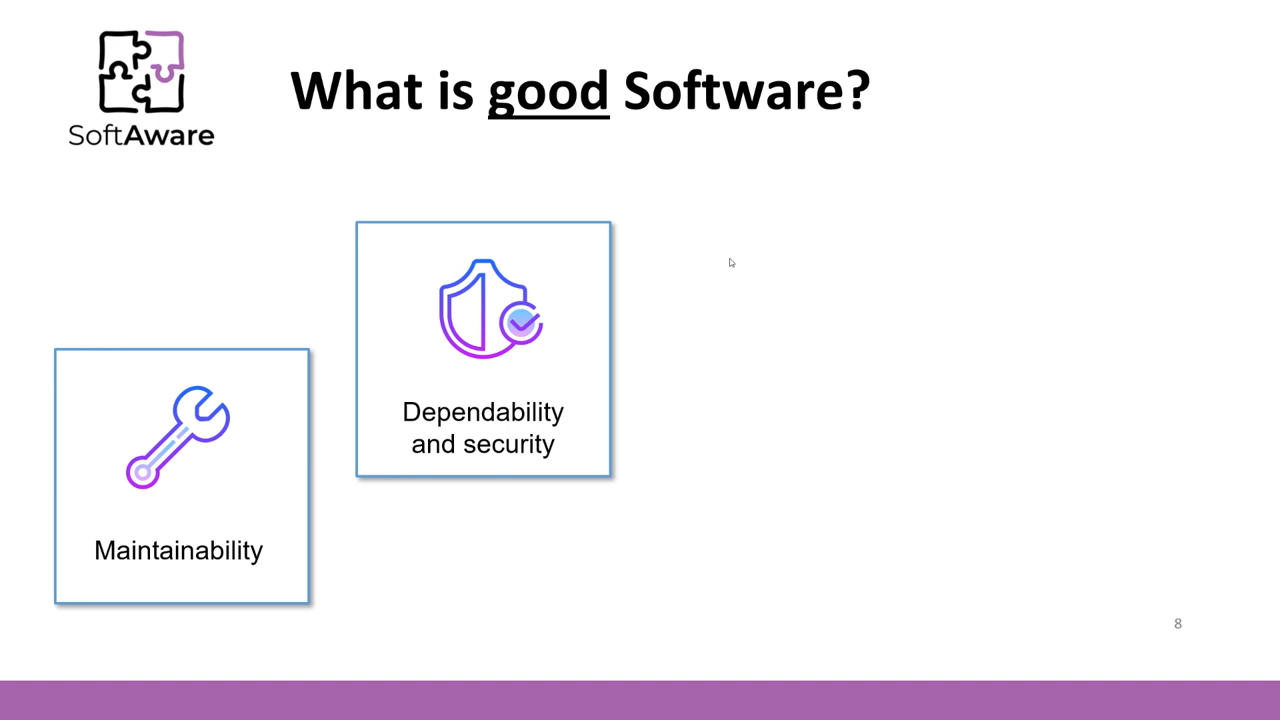 SoftAware
What is good Software?
Dependability
and security
Maintainability
8